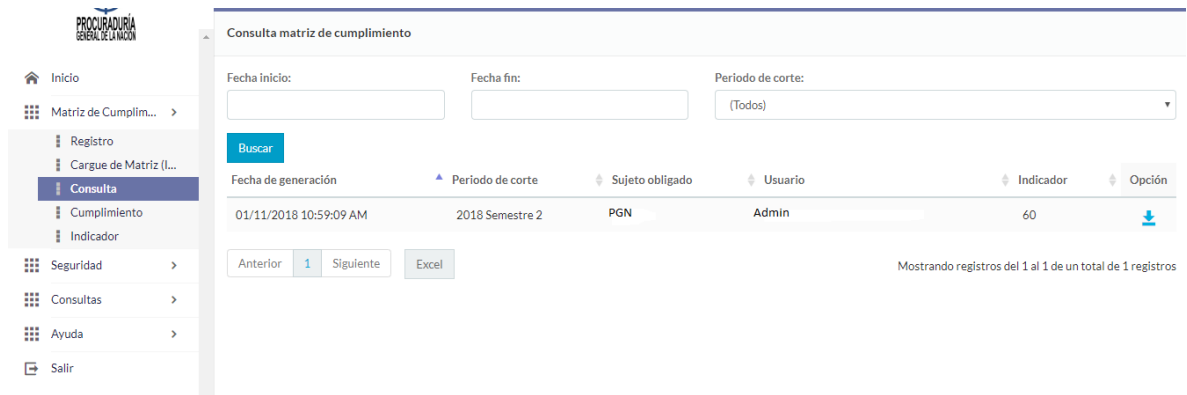 PROCURADURÍA
GENERAL DE LA NACIÓN
Inicio
Matriz de Cumplim...
Registro
Cargue de Matriz (I...
Consulta
Cumplimiento
Indicador
Seguridad
Consultas
Ayuda
Salir
Consulta matriz de cumplimiento
Fecha inicio: Fecha fin: Periodo de corte:
(Todos)
Buscar
Fecha de generación Periodo de corte Sujeto obligado Usuario Indicador Opción
01/11/2018 10:59:09 AM 2018 Semestre 2 PGN Admin 60
Anterior 1 Siguiente Excel
Mostrando registros del 1 al 1 de un total de 1 registros